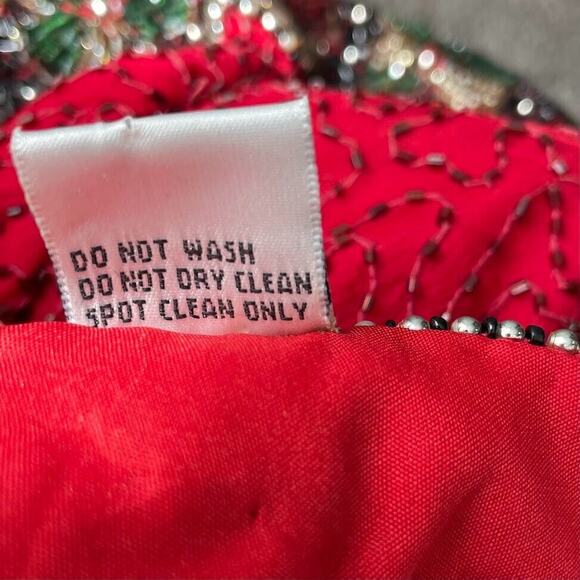 DO NOT WASH
DO NOT DRY CLEAN
SPOT CLEAN ONLY